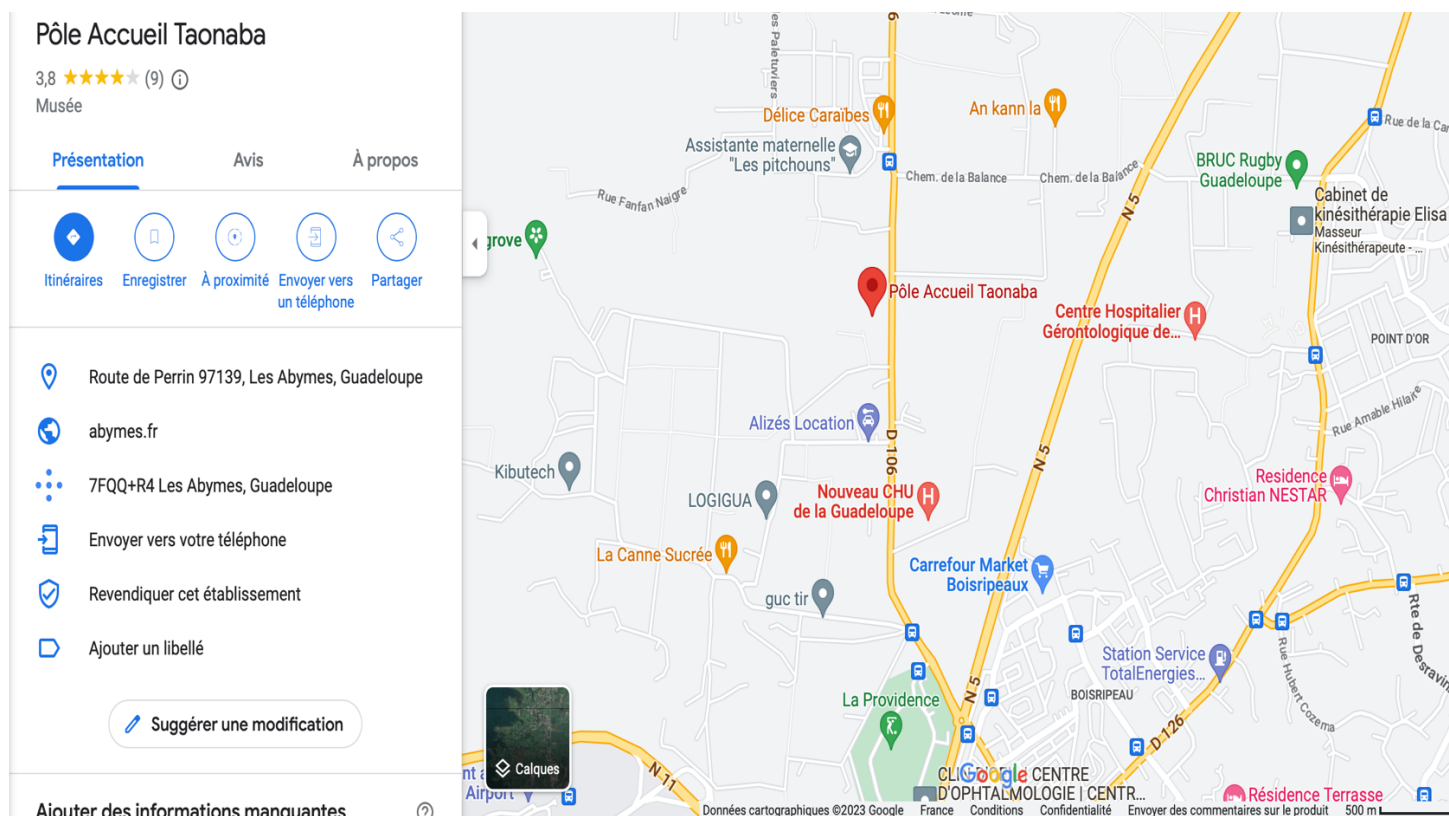 Pôle Accueil Taonaba
3,8
(9)
Musée
Présentation
Avis
À propos
Itinéraires
Enregistrer
À proximité
Envoyer vers
un téléphone
Partager
Route de Perrin 97139, Les Abymes, Guadeloupe
abymes.fr
7FQQ+R4 Les Abymes, Guadeloupe
Envoyer vers votre téléphone
Revendiquer cet établissement
Ajouter un libellé
Suggérer une modification
Ajouter des informations manquantes
es Paletuviers
Délice Caraïbes
An kann la
Assistante maternelle
"Les pitchouns"
Chem. de la Balance
Chem. de la Balance
Rue Fanfan Naigre
N 5
BRUC Rugby
Guadeloupe
Rue de la Car
Cabinet de
kinésithérapie Elisa
Masseur
Kinésithérapeute - ...
grove
Pôle Accueil Taonaba
Centre Hospitalier
Gérontologique de...
POINT D'OR
Rue Amable Hilaire
Alizés Location
D 106
N 5
Kibutech
LOGIGUA
Nouveau CHU
de la Guadeloupe
Residence
Christian NESTAR
La Canne Sucrée
Carrefour Market
Boisripeaux
guc tir
Station Service
TotalEnergies...
Rte de Desravin
Rue Hubert Cozema
BOISRIPEAU
La Providence
N 5
D 126
N 11
Calques
Airport
Google
CENTRE
D'OPHTALMOLOGIE | CENTR...
Résidence Terrasse
Données cartographiques ©2023 Google
France
Conditions
Confidentialité
Envoyer des commentaires sur le produit
500 m